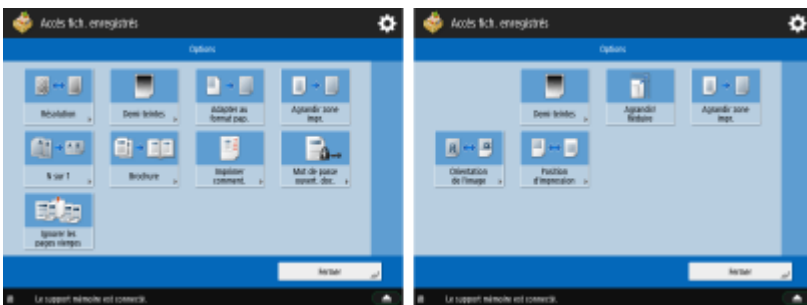 Accès fich. enregistrés
Options
Résolution
Demi-teintes
Adapter au
format pap.
Agrandir zone
impr.
N sur 1
Brochure
Imprimer
comment.
Mot de passe
ouvert. doc.
Ignorer les
pages vierges
Fermer
Le support mémoire est connecté.
Accès fich. enregistrés
Options
Demi-teintes
Agrandir/
Réduire
Agrandir zone
impr.
Orientation
de l'image
Position
d'impression
Fermer
Le support mémoire est connecté.